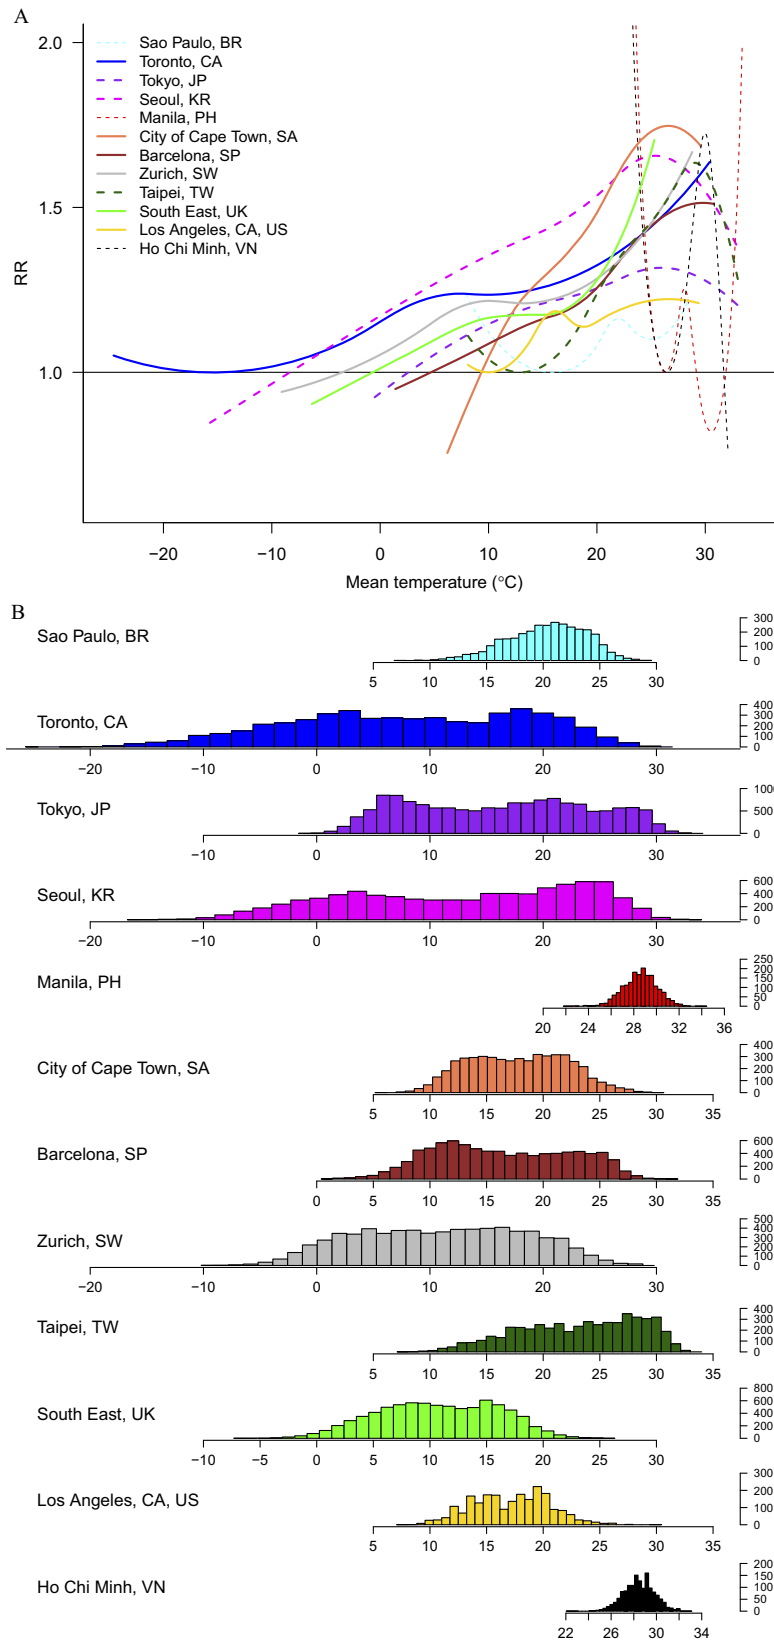 A
2.0
1.5
1.0
RR
Sao Paulo, BR
Toronto, CA
Tokyo, JP
Seoul, KR
Manila, PH
City of Cape Town, SA
Barcelona, SP
Zurich, SW
Taipei, TW
South East, UK
Los Angeles, CA, US
Ho Chi Minh, VN
−20 −10 0 10 20 30
Mean temperature (°C)
B
Sao Paulo, BR
300
200
100
0
5 10 15 20 25 30
Toronto, CA
400
300
200
100
0
−20 −10 0 10 20 30
Tokyo, JP
1000
500
0
−10 0 10 20 30
Seoul, KR
600
400
200
0
−20 −10 0 10 20 30
Manila, PH
250
200
150
100
50
0
20 24 28 32 36
City of Cape Town, SA
400
300
200
100
0
5 10 15 20 25 30 35
Barcelona, SP
600
400
200
0
0 5 10 15 20 25 30 35
Zurich, SW
500
400
300
200
100
0
−20 −10 0 10 20 30
Taipei, TW
400
300
200
100
0
5 10 15 20 25 30 35
South East, UK
800
600
400
200
0
−10 −5 0 5 10 15 20 25 30
Los Angeles, CA, US
300
200
100
0
5 10 15 20 25 30 35
Ho Chi Minh, VN
200
150
100
50
0
22 26 30 34